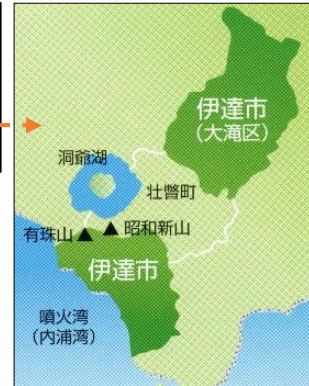 伊達市
（大滝区）
洞爺湖
壮瞥町
有珠山▲ ▲昭和新山
伊達市
噴火湾
（内浦湾）